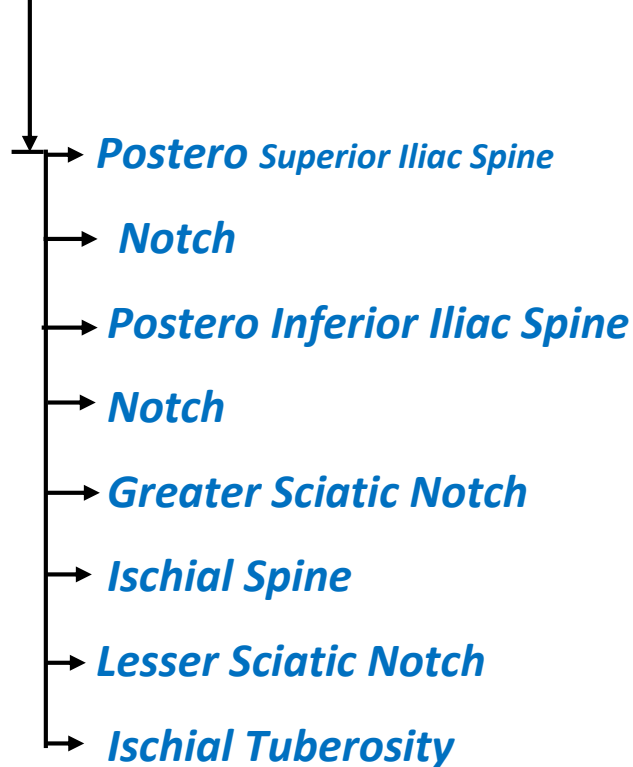 Postero Superior Iliac Spine
Notch
Postero Inferior Iliac Spine
Notch
Greater Sciatic Notch
Ischial Spine
Lesser Sciatic Notch
Ischial Tuberosity